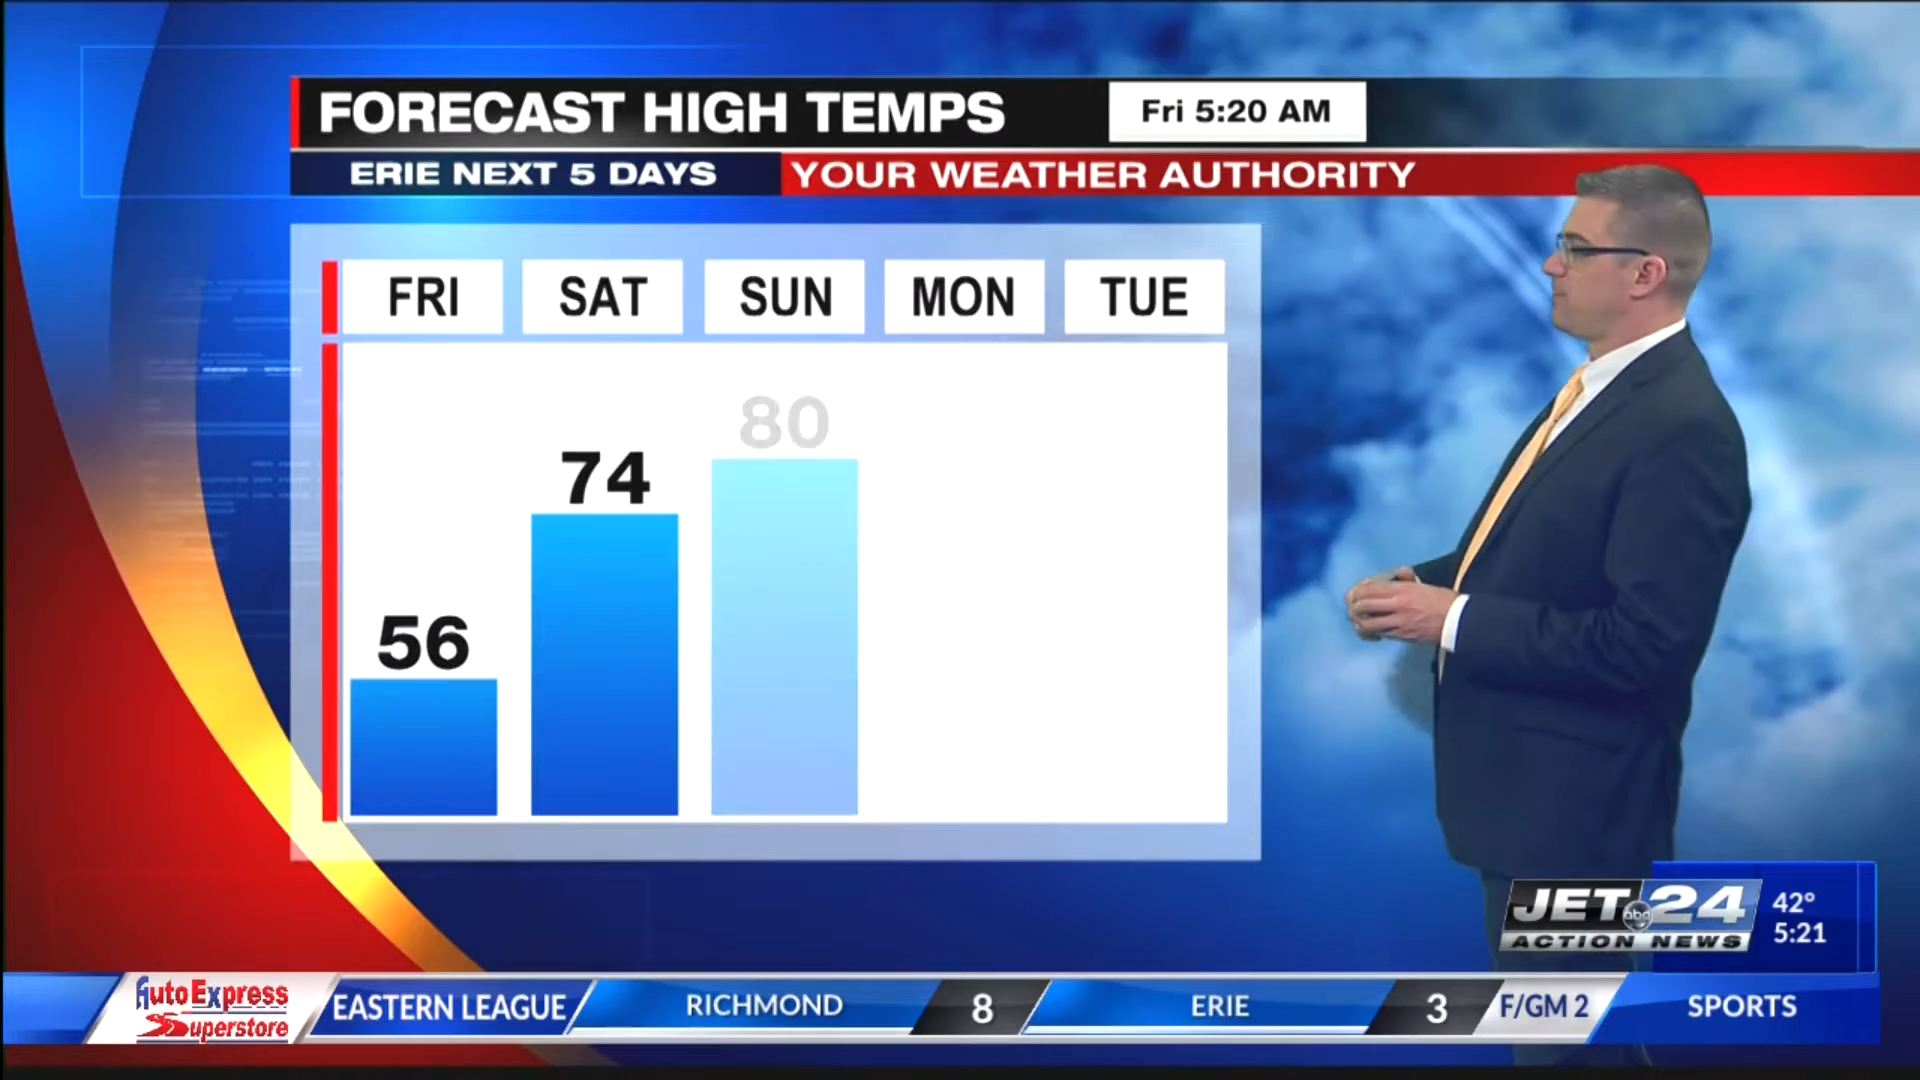 FORECAST HIGH TEMPS
Fri 5:20 AM
ERIE NEXT 5 DAYS
YOUR WEATHER AUTHORITY
FRI
SAT
SUN
MON
TUE
56
74
80
JET 24
abc
ACTION NEWS
42°
5:21
AutoExpress
Superstore
EASTERN LEAGUE
RICHMOND
8
ERIE
3
F/GM 2
SPORTS